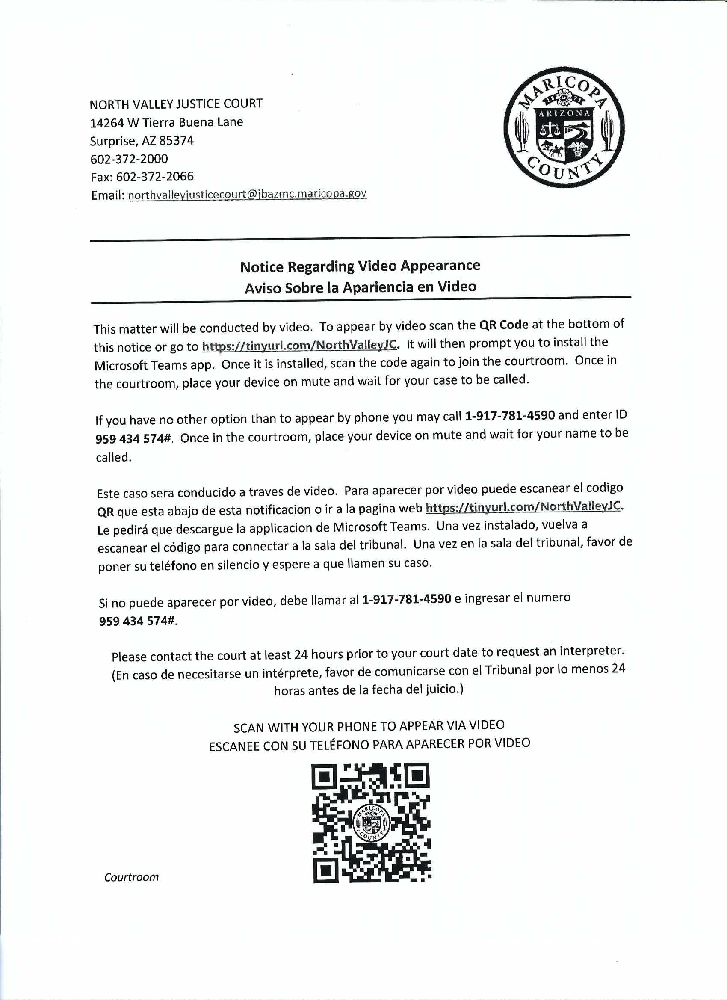 NORTH VALLEY JUSTICE COURT
14264 W Tierra Buena Lane
Surprise, AZ 85374
602-372-2000
Fax: 602-372-2066
Email: northvalleyjusticecourt@jbazmc.maricopa.gov
MARICOPA
1871
ARIZONA
COUNTY
Notice Regarding Video Appearance
Aviso Sobre la Apariencia en Video
This matter will be conducted by video. To appear by video scan the QR Code at the bottom of
this notice or go to https://tinyurl.com/NorthValleyJC. It will then prompt you to install the
Microsoft Teams app. Once it is installed, scan the code again to join the courtroom. Once in
the courtroom, place your device on mute and wait for your case to be called.
If you have no other option than to appear by phone you may call 1-917-781-4590 and enter ID
959 434 574#. Once in the courtroom, place your device on mute and wait for your name to be
called.
Este caso sera conducido a traves de video. Para aparecer por video puede escanear el codigo
QR que esta abajo de esta notificacion o ir a la pagina web https://tinyurl.com/NorthValleyJC.
Le pedirá que descargue la applicacion de Microsoft Teams. Una vez instalado, vuelva a
escanear el código para connectar a la sala del tribunal. Una vez en la sala del tribunal, favor de
poner su teléfono en silencio y espere a que llamen su caso.
Si no puede aparecer por video, debe llamar al 1-917-781-4590 e ingresar el numero
959 434 574#.
Please contact the court at least 24 hours prior to your court date to request an interpreter.
(En caso de necesitarse un intérprete, favor de comunicarse con el Tribunal por lo menos 24
horas antes de la fecha del juicio.)
SCAN WITH YOUR PHONE TO APPEAR VIA VIDEO
ESCANEE CON SU TELÉFONO PARA APARECER POR VIDEO
MARICOPA
ARIZONA
COUNTY
Courtroom